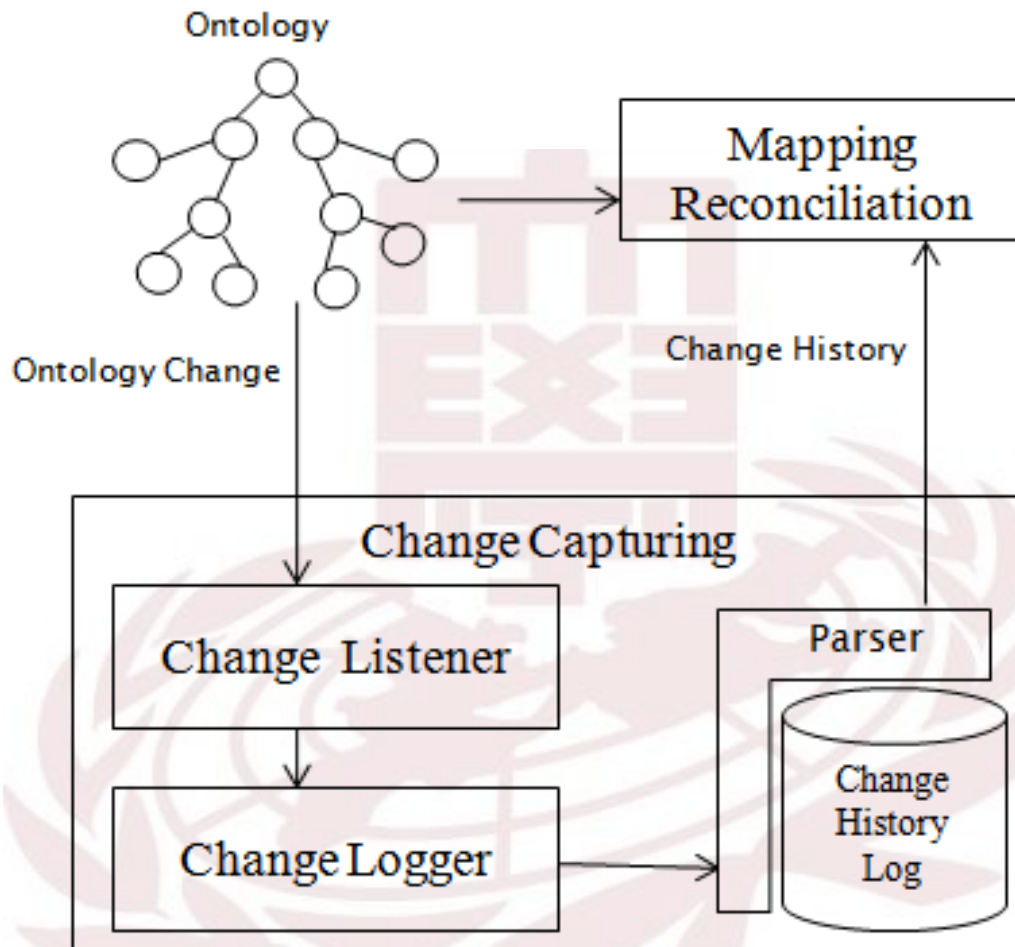 Ontology
Mapping
Reconciliation
Ontology Change
Change History
Change Capturing
Change Listener
Parser
Change Logger
Change
History
Log